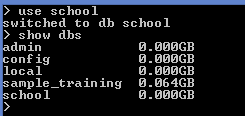 > use school
switched to db school
> show dbs
admin            0.000GB
config           0.000GB
local            0.000GB
sample_training  0.064GB
school           0.000GB
>